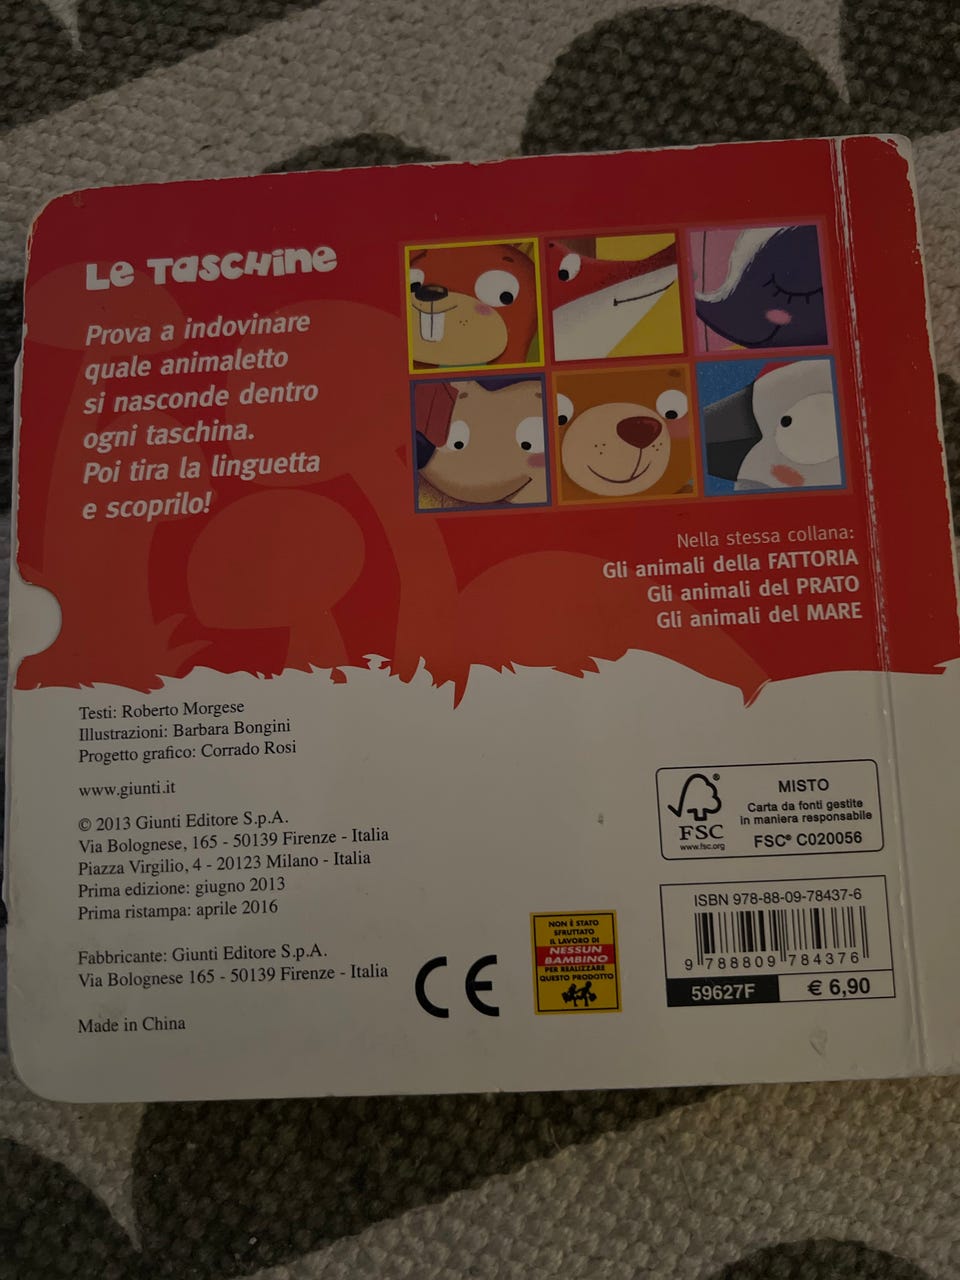 Le Taschine
Prova a indovinare
quale animaletto
si nasconde dentro
ogni taschina.
Poi tira la linguetta
e scoprilo!
Nella stessa collana:
Gli animali della FATTORIA
Gli animali del PRATO
Gli animali del MARE
Testi: Roberto Morgese
Illustrazioni: Barbara Bongini
Progetto grafico: Corrado Rosi
www.giunti.it
© 2013 Giunti Editore S.p.A.
Via Bolognese, 165 - 50139 Firenze - Italia
Piazza Virgilio, 4 - 20123 Milano - Italia
Prima edizione: giugno 2013
Prima ristampa: aprile 2016
Fabbricante: Giunti Editore S.p.A.
Via Bolognese 165 - 50139 Firenze - Italia
Made in China
CE
NON È STATO
SFRUTTATO
IL LAVORO DI
NESSUN
BAMBINO
PER REALIZZARE
QUESTO PRODOTTO
®
FSC
www.fsc.org
MISTO
Carta da fonti gestite
in maniera responsabile
FSC® C020056
ISBN 978-88-09-78437-6
9 788809 784376
59627F
€ 6,90